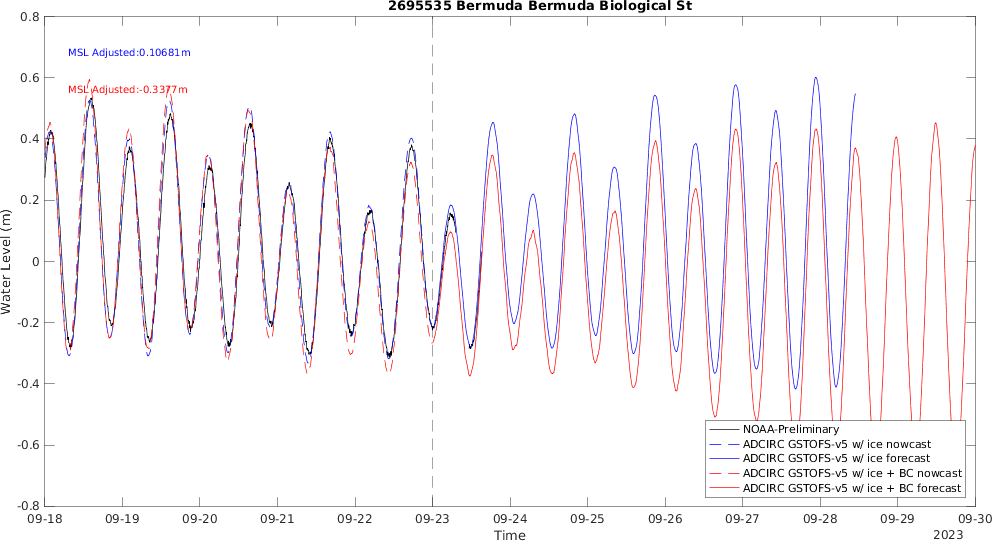 2695535 Bermuda Bermuda Biological St
MSL Adjusted:0.10681m
MSL Adjusted:-0.3377m
Water Level (m)
0.8
0.6
0.4
0.2
0
-0.2
-0.4
-0.6
-0.8
NOAA-Preliminary
ADCIRC GSTOFS-v5 w/ ice nowcast
ADCIRC GSTOFS-v5 w/ ice forecast
ADCIRC GSTOFS-v5 w/ ice + BC nowcast
ADCIRC GSTOFS-v5 w/ ice + BC forecast
09-18 09-19 09-20 09-21 09-22 09-23 09-24 09-25 09-26 09-27 09-28 09-29 09-30
Time
2023